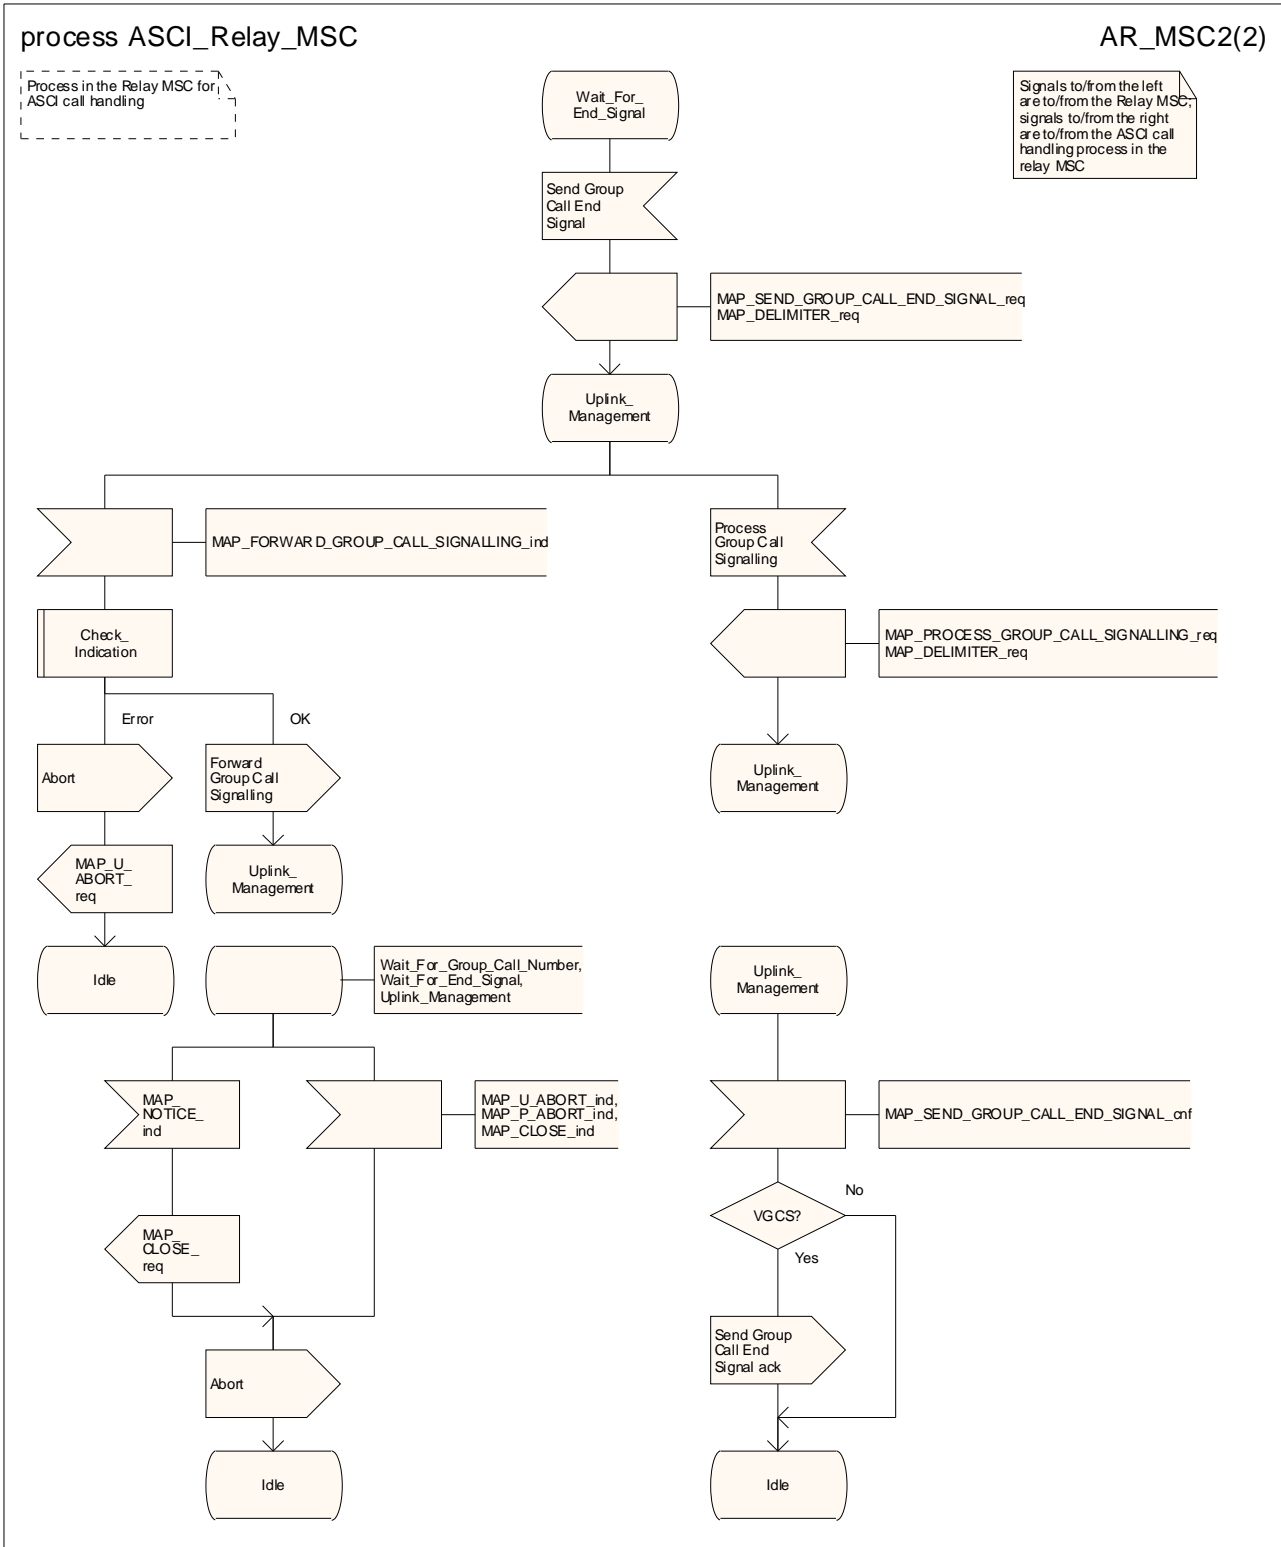 process ASCI_Relay_MSC
AR_MSC2(2)
Process in the Relay MSC for
ASCI call handling
Wait_For_
End_Signal
Signals to/from the left
are to/from the Relay MSC;
signals to/from the right
are to/from the ASCI call
handling process in the
relay MSC
Send Group
Call End
Signal
MAP_SEND_GROUP_CALL_END_SIGNAL_req
MAP_DELIMITER_req
Uplink_
Management
MAP_FORWARD_GROUP_CALL_SIGNALLING_ind
Process
Group Call
Signalling
Check_
Indication
MAP_PROCESS_GROUP_CALL_SIGNALLING_req
MAP_DELIMITER_req
Error
OK
Abort
Forward
Group Call
Signalling
Uplink_
Management
MAP_U_
ABORT_
req
Uplink_
Management
Idle
Wait_For_Group_Call_Number,
Wait_For_End_Signal,
Uplink_Management
Uplink_
Management
MAP_
NOTICE_
ind
MAP_U_ABORT_ind,
MAP_P_ABORT_ind,
MAP_CLOSE_ind
MAP_SEND_GROUP_CALL_END_SIGNAL_cnf
No
VGCS?
Yes
MAP_
CLOSE_
req
Send Group
Call End
Signal ack
Abort
Idle
Idle